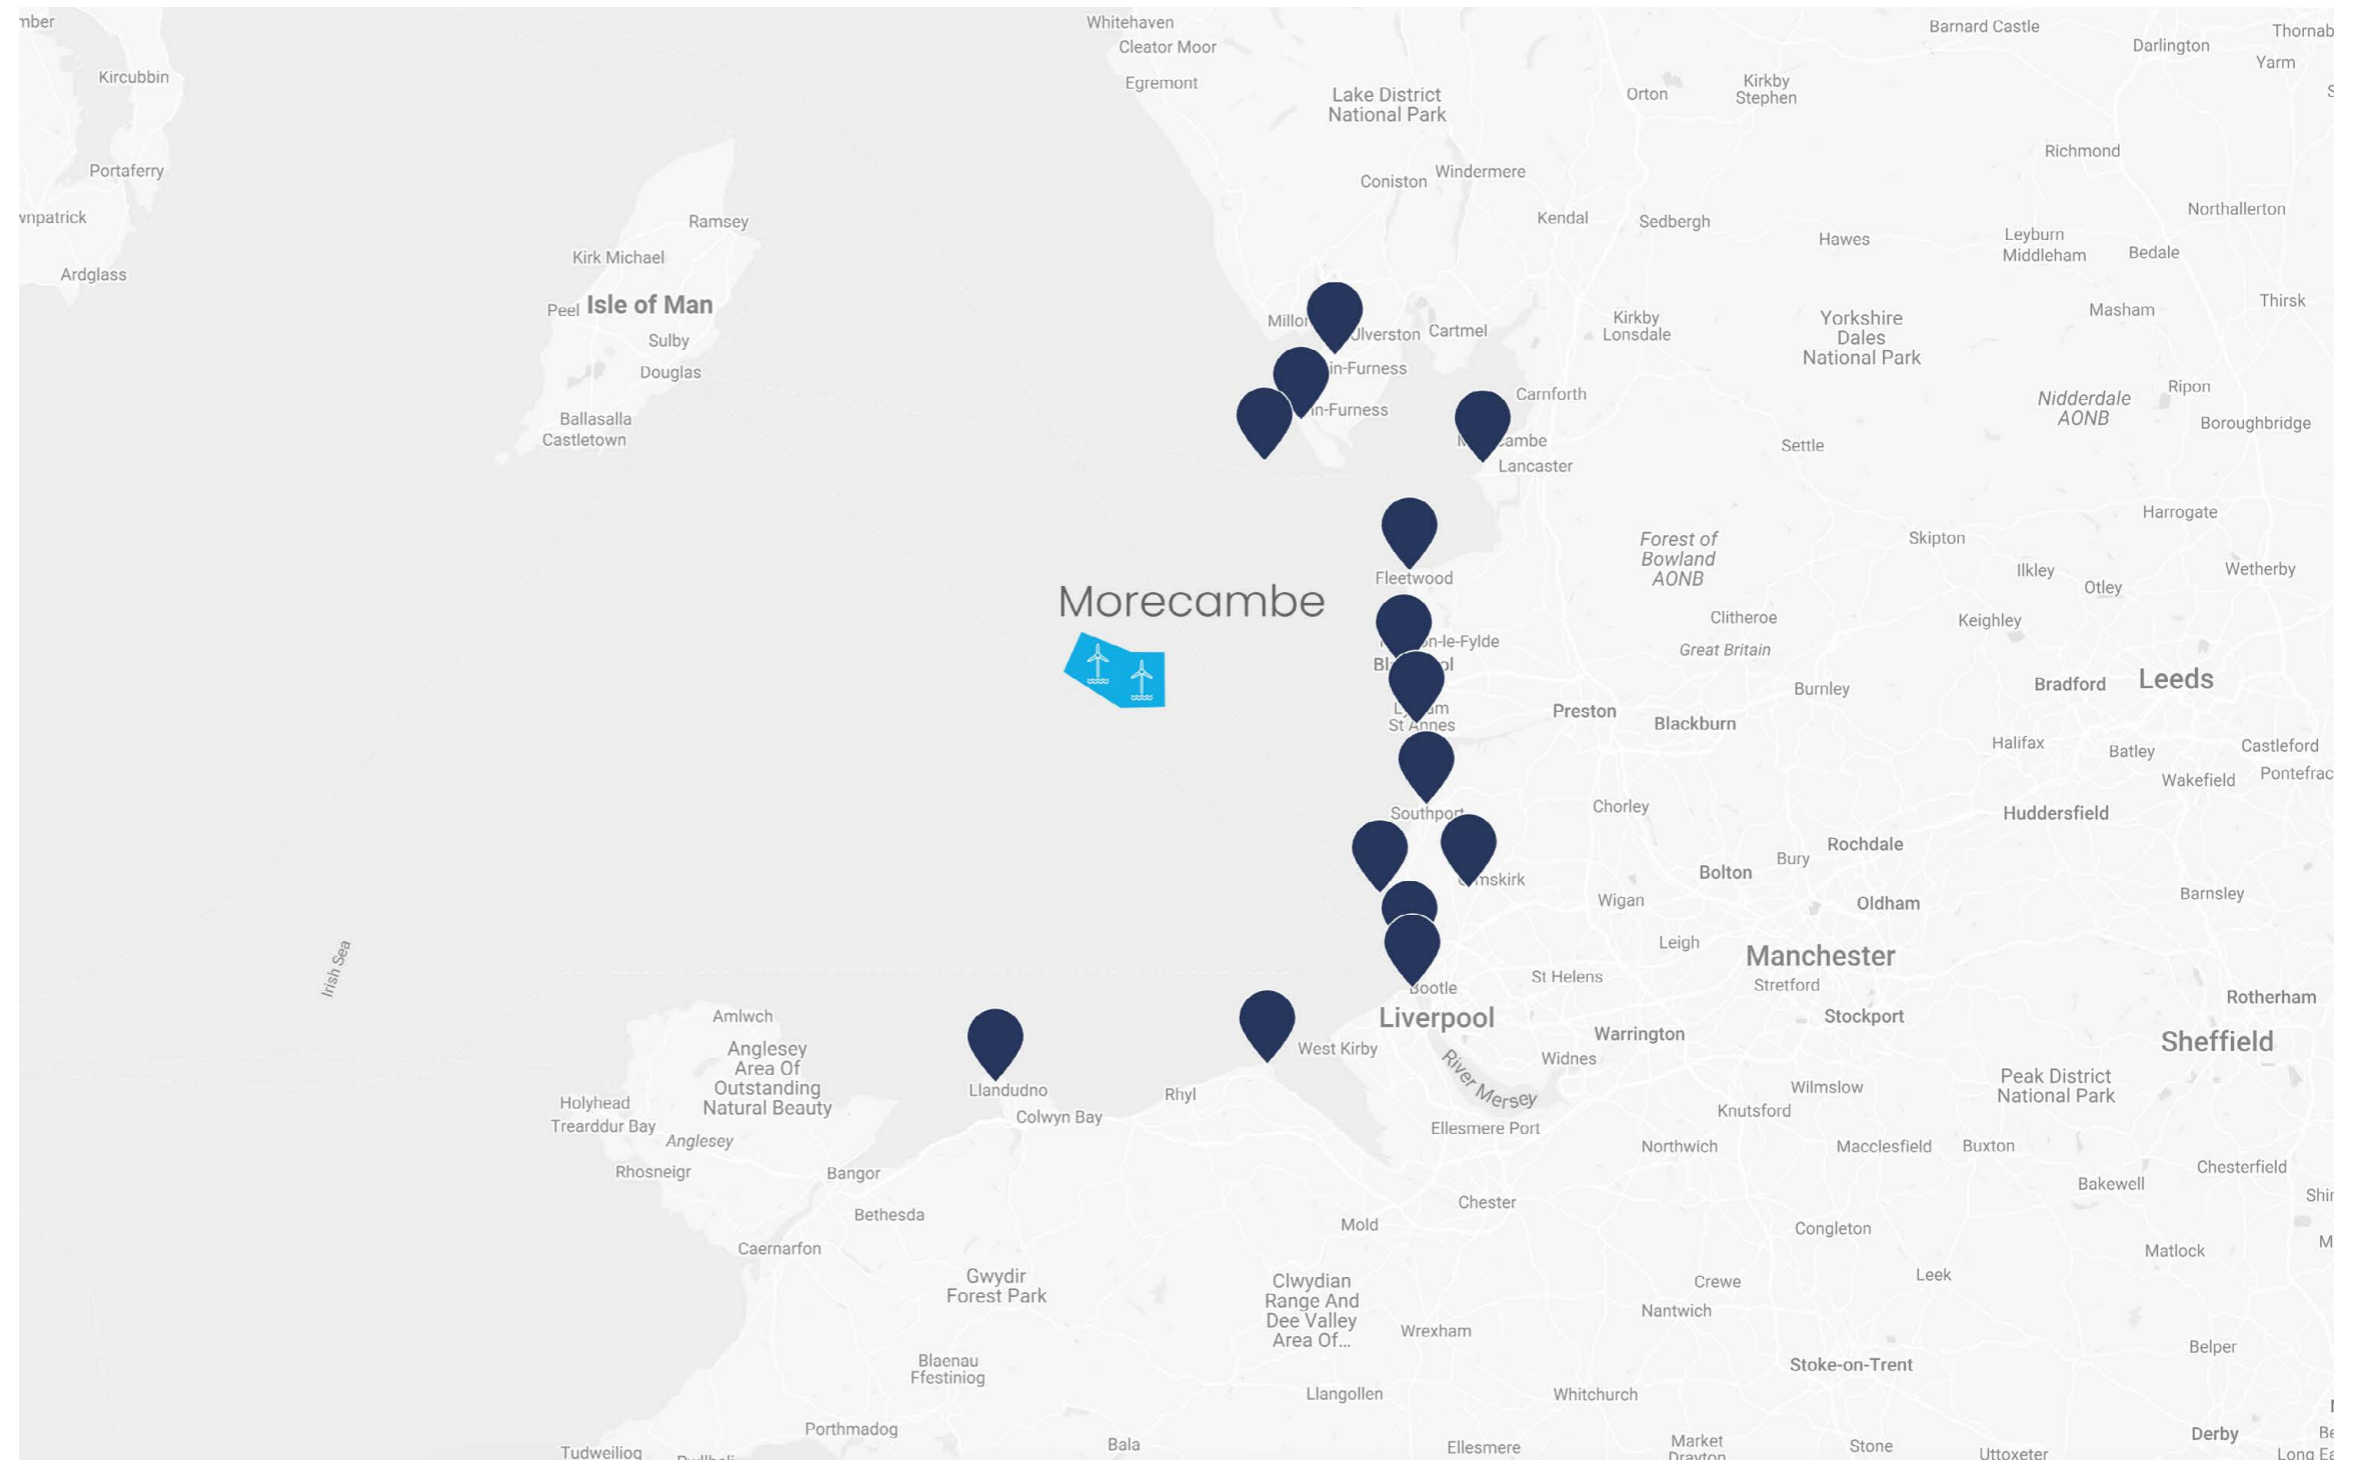 Whitehaven
Barnard Castle
Cleator Moor
Darlington
Yarm
Kircubbin
Egremont
Lake District
National Park
Orton
Kirkby
Stephen
Richmond
Portaferry
Coniston
Windermere
Ramsey
Kendal
Sedbergh
Northallerton
Hawes
Leyburn
Middleham
Bedale
Kirk Michael
Ardglass
Peel
Isle of Man
Ulverston
Cartmel
Kirkby
Lonsdale
Yorkshire
Dales
National Park
Masham
Thirsk
Sulby
Douglas
in-Furness
Carnforth
Nidderdale
AONB
Ripon
Boroughbridge
Ballasalla
Castletown
n-Furness
Lancaster
Settle
Harrogate
Forest of
Bowland
AONB
Skipton
Fleetwood
Ilkley
Otley
Wetherby
Morecambe
Clitheroe
Keighley
n-le-Fylde
Great Britain
Burnley
Bradford
Leeds
St Annes
Preston
Blackburn
Halifax
Batley
Castleford
Wakefield
Southport
Chorley
Huddersfield
Rochdale
Bury
Bolton
mskirk
Wigan
Oldham
Barnsley
Irish Sea
Leigh
Manchester
Bootle
St Helens
Stretford
Rotherham
Liverpool
Stockport
Amlwch
Warrington
Sheffield
Anglesey
Area Of
Outstanding
Natural Beauty
West Kirby
River Mersey
Widnes
Llandudno
Rhyl
Wilmslow
Peak District
National Park
Holyhead
Trearddur Bay
Anglesey
Colwyn Bay
Ellesmere Port
Knutsford
Northwich
Macclesfield
Buxton
Rhosneigr
Bangor
Chesterfield
Bakewell
Bethesda
Chester
Mold
Congleton
Caernarfon
Matlock
Gwydir
Forest Park
Clwydian
Range And
Dee Valley
Area Of...
Crewe
Leek
Nantwich
Wrexham
Belper
Blaenau
Ffestiniog
Stoke-on-Trent
Llangollen
Whitchurch
Porthmadog
Bala
Ellesmere
Market
Drayton
Stone
Uttoxeter
Derby
Tudweiliog